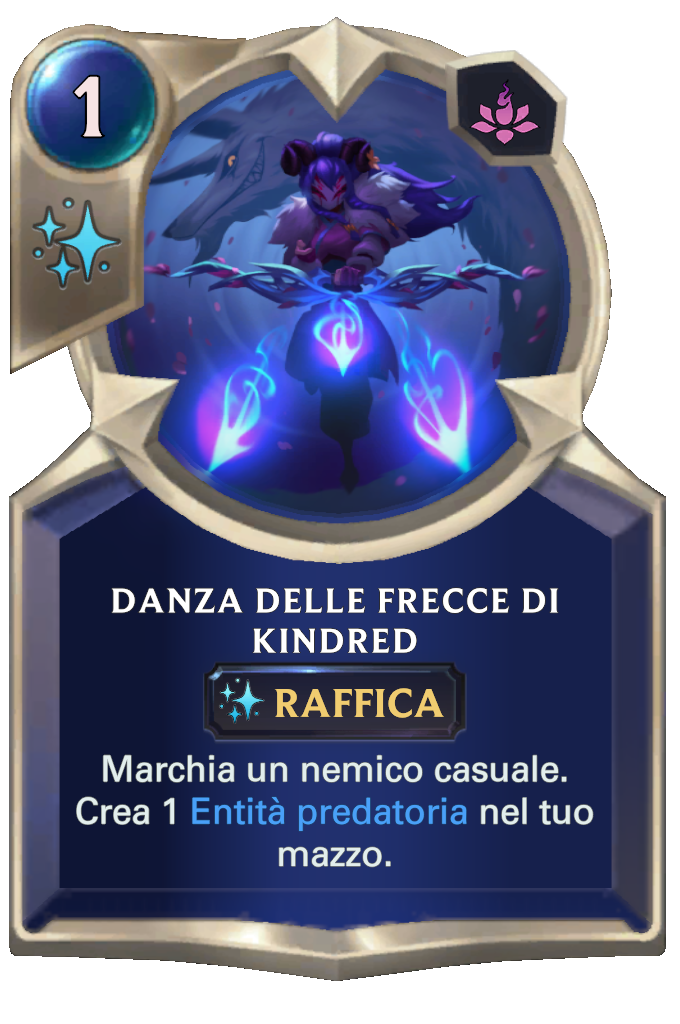 1
DANZA DELLE FRECCE DI
KINDRED
RAFFICA
Marchia un nemico casuale.
Crea 1 Entità predatoria nel tuo
mazzo.